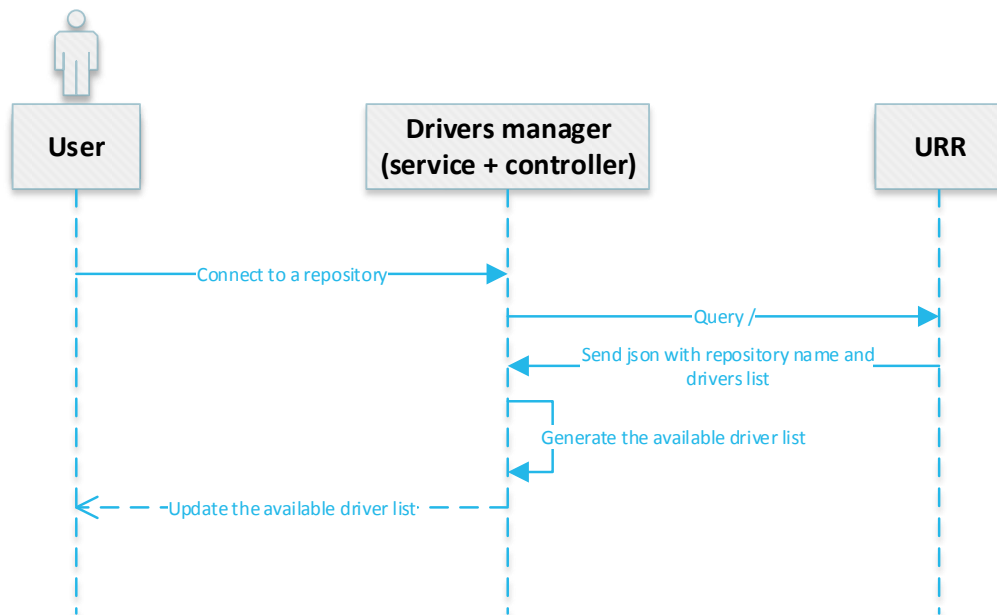 User
Drivers manager
(service + controller)
URR
Connect to a repository
Query /
Send json with repository name and
drivers list
Generate the available driver list
Update the available driver list